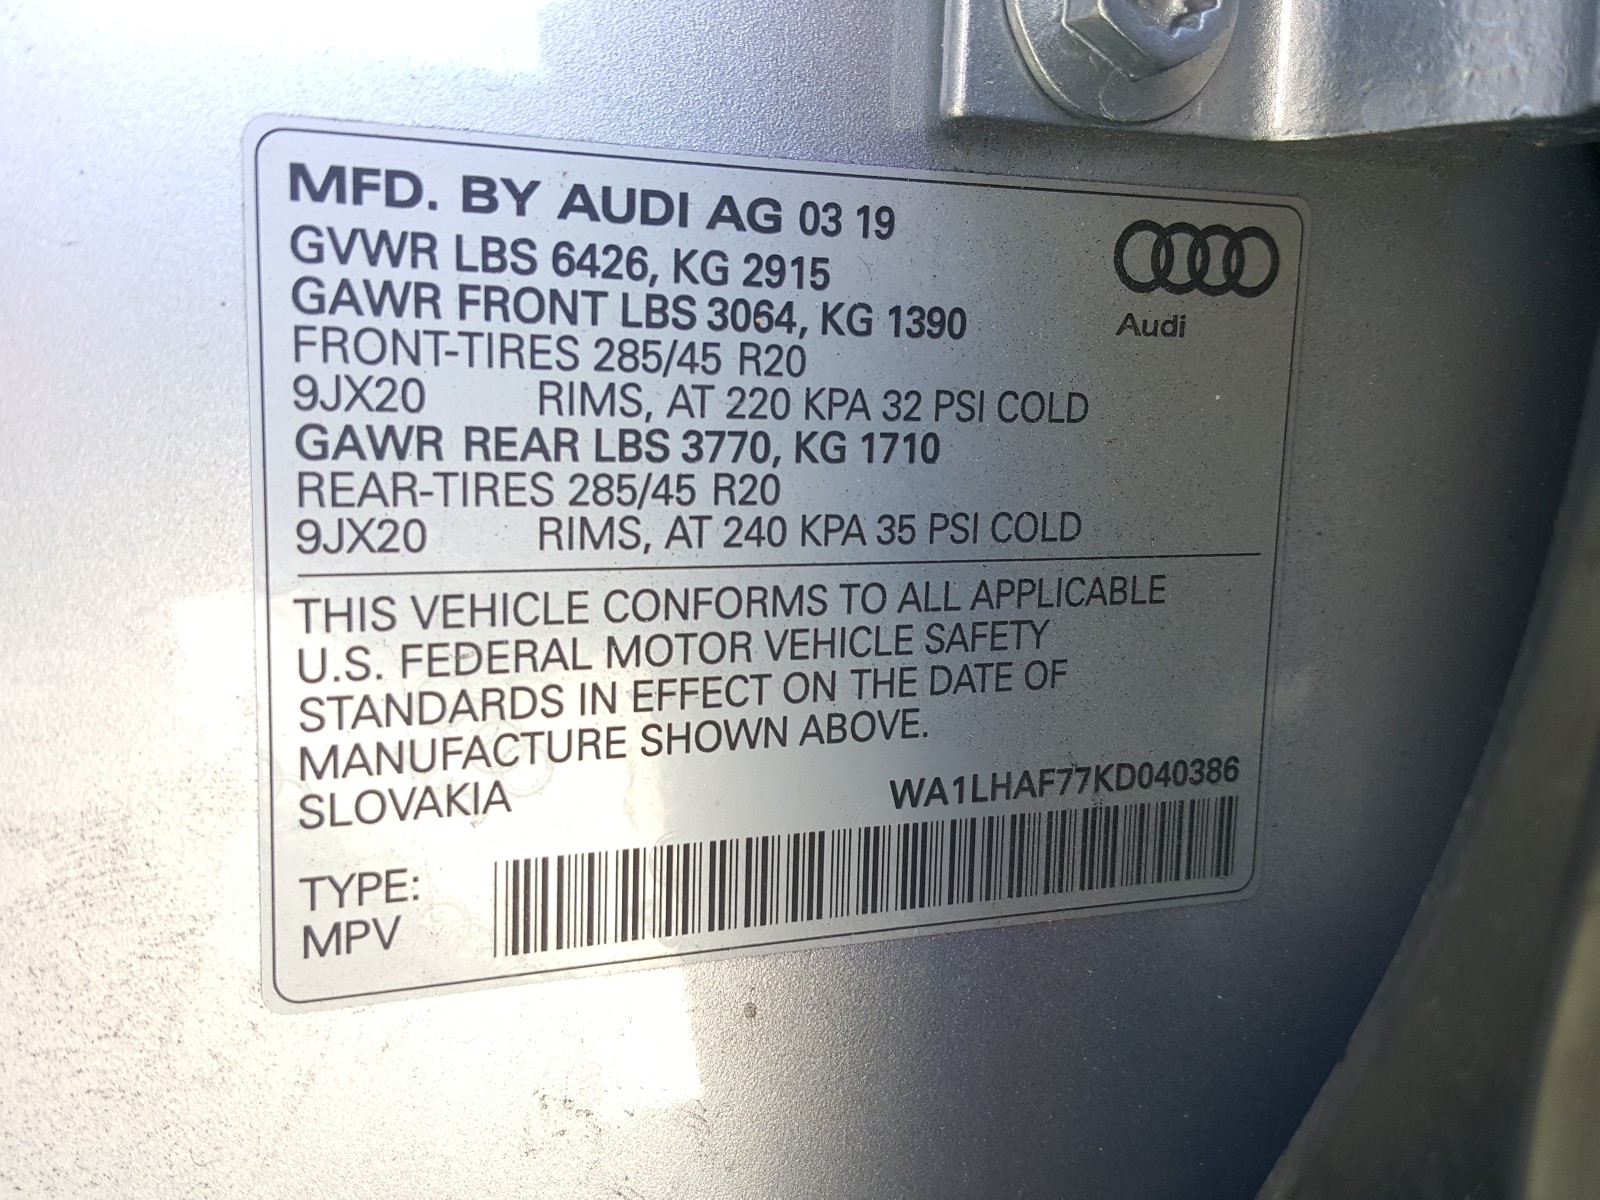 MFD. BY AUDI AG 03 19
GVWR LBS 6426, KG 2915
GAWR FRONT LBS 3064, KG 1390
FRONT-TIRES 285/45 R20
9JX20 RIMS, AT 220 KPA 32 PSI COLD
GAWR REAR LBS 3770, KG 1710
REAR-TIRES 285/45 R20
9JX20 RIMS, AT 240 KPA 35 PSI COLD
Audi
THIS VEHICLE CONFORMS TO ALL APPLICABLE
U.S. FEDERAL MOTOR VEHICLE SAFETY
STANDARDS IN EFFECT ON THE DATE OF
MANUFACTURE SHOWN ABOVE.
SLOVAKIA
WA1LHAF77KD040386
TYPE:
MPV